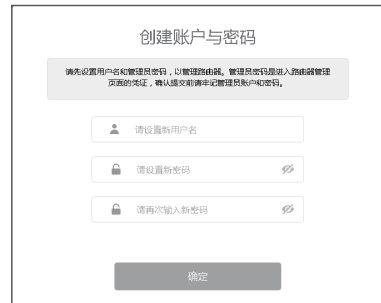 创建账户与密码
请先设置用户名和管理员密码，以管理路由器。管理员密码是进入路由器管理
页面的凭证，确认提交前请牢记管理员账户和密码。
请设置新用户名
请设置新密码
请再次输入新密码
确定